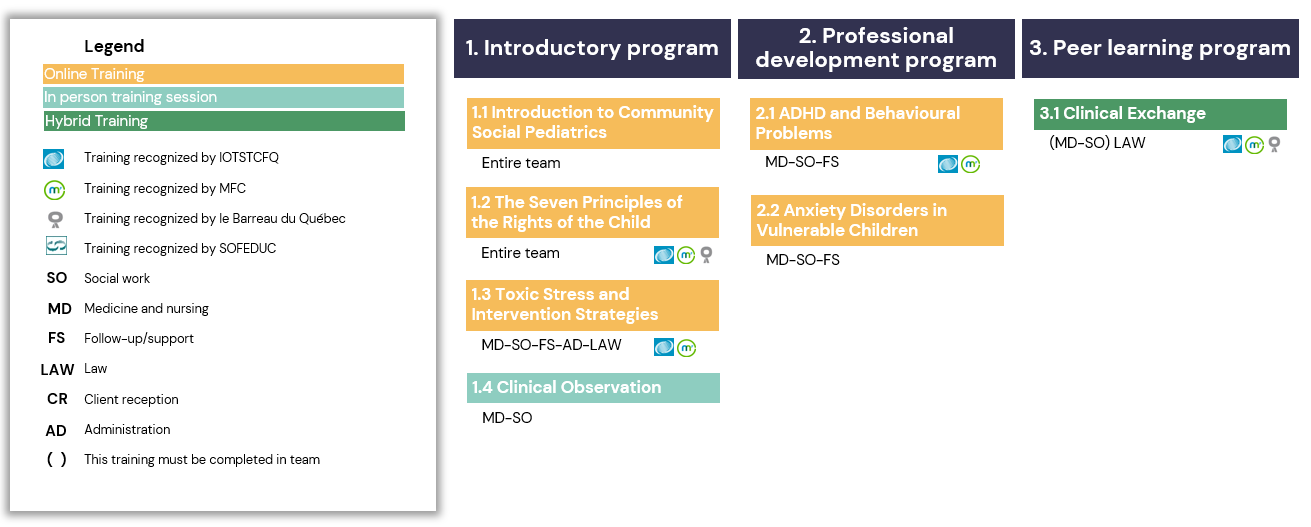 Legend
Online Training
In person training session
Hybrid Training
Training recognized by IOTSTCFQ
Training recognized by MFC
Training recognized by le Barreau du Québec
Training recognized by SOFEDUC
SO Social work
MD Medicine and nursing
FS Follow-up/support
LAW Law
CR Client reception
AD Administration
( ) This training must be completed in team
1. Introductory program
1.1 Introduction to Community
Social Pediatrics
Entire team
1.2 The Seven Principles of
the Rights of the Child
Entire team
1.3 Toxic Stress and
Intervention Strategies
MD-SO-FS-AD-LAW
1.4 Clinical Observation
MD-SO
2. Professional
development program
2.1 ADHD and Behavioural
Problems
MD-SO-FS
2.2 Anxiety Disorders in
Vulnerable Children
MD-SO-FS
3. Peer learning program
3.1 Clinical Exchange
(MD-SO) LAW